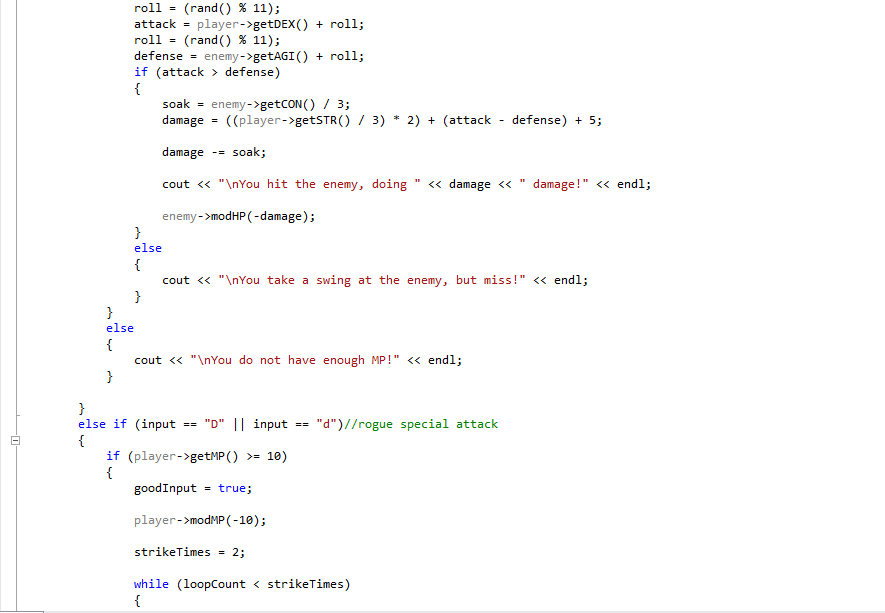 roll = (rand() % 11);
attack = player->getDEX() + roll;
roll = (rand() % 11);
defense = enemy->getAGI() + roll;
if (attack > defense)
{
soak = enemy->getCON() / 3;
damage = ((player->getSTR() / 3) * 2) + (attack - defense) + 5;
damage -= soak;
cout << "\nYou hit the enemy, doing " << damage << " damage!" << endl;
enemy->modHP(-damage);
}
else
{
cout << "\nYou take a swing at the enemy, but miss!" << endl;
}
}
else
{
cout << "\nYou do not have enough MP!" << endl;
}
}
else if (input == "D" || input == "d")//rogue special attack
{
if (player->getMP() >= 10)
{
goodInput = true;
player->modMP(-10);
strikeTimes = 2;
while (loopCount < strikeTimes)
{